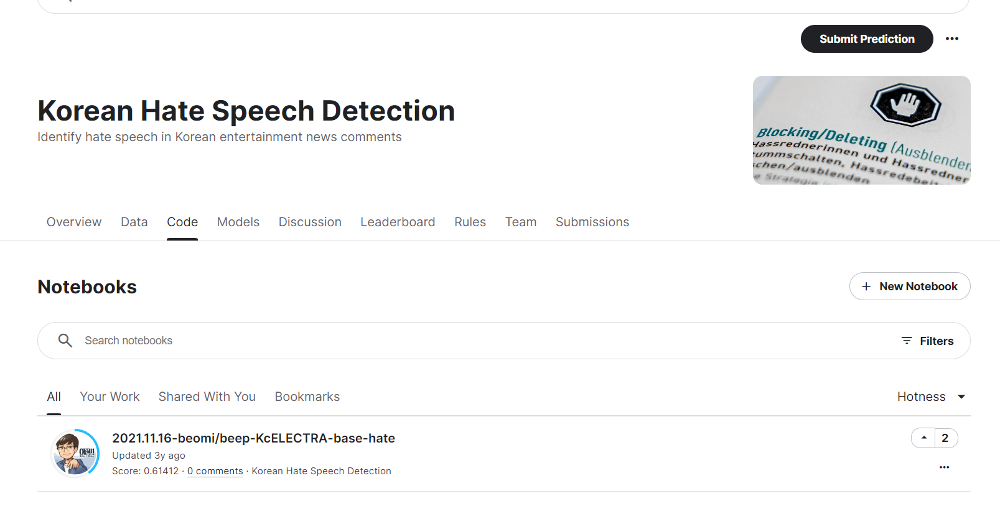 Submit Prediction
Korean Hate Speech Detection
Identify hate speech in Korean entertainment news comments
Blocking/Deleting (Ausblenden
Hassrednerinnen und Hassredner
rummschalten, Hassredebeit
schen/ausblenden
e Strategie
Overview Data Code Models Discussion Leaderboard Rules Team Submissions
Notebooks
+ New Notebook
Search notebooks
Filters
All Your Work Shared With You Bookmarks
Hotness
2021.11.16-beomi/beep-KcELECTRA-base-hate
2
Updated 3y ago
Score: 0.61412 · 0 comments · Korean Hate Speech Detection